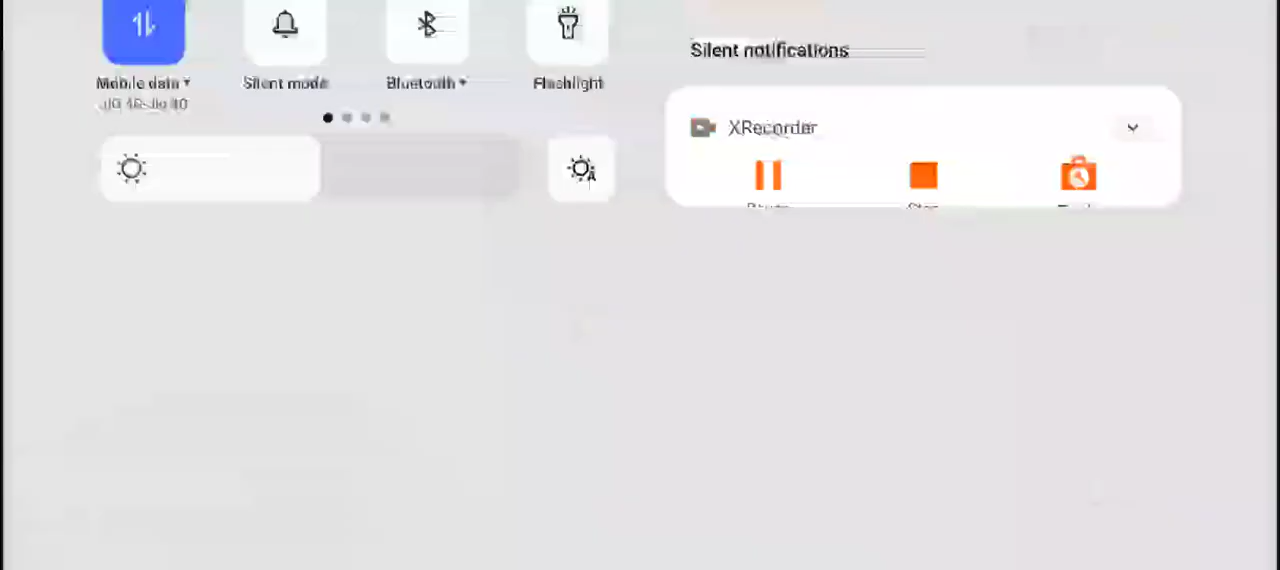 Mobile data
Silent mode
Bluetooth
Flashlight
Silent notifications
XRecorder